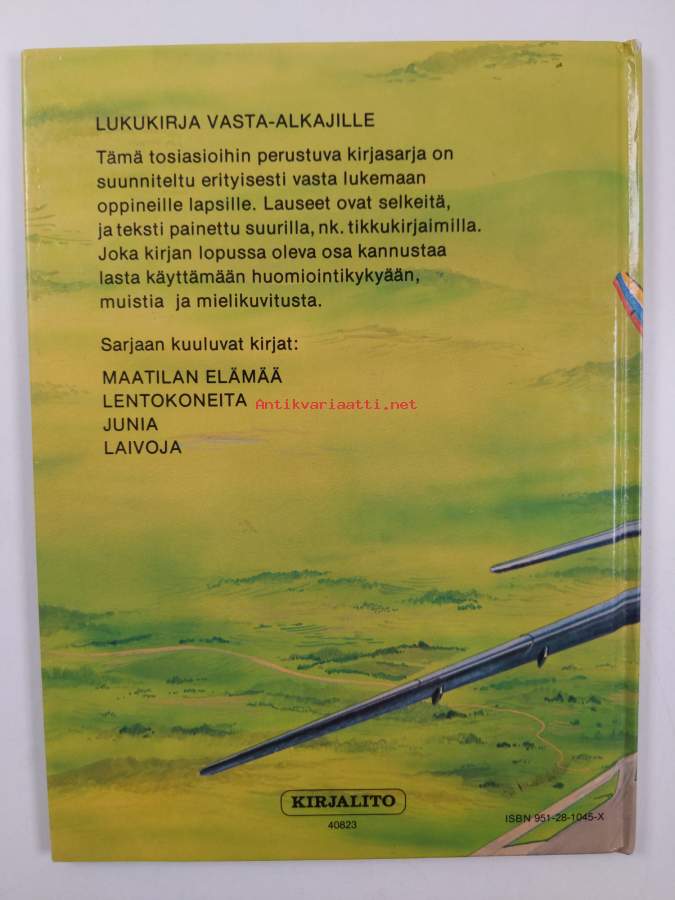 LUKUKIRJA VASTA-ALKAJILLE
Tämä tosiasioihin perustuva kirjasarja on
suunniteltu erityisesti vasta lukemaan
oppineille lapsille. Lauseet ovat selkeitä,
ja teksti painettu suurilla, nk. tikkukirjaimilla.
Joka kirjan lopussa oleva osa kannustaa
lasta käyttämään huomiointikykyään,
muistia ja mielikuvitusta.
Sarjaan kuuluvat kirjat:
MAATILAN ELÄMÄÄ
LENTOKONEITA
Antikvariaatti.net
JUNIA
LAIVOJA
KIRJALITO
40823
ISBN 951-28-1045-X